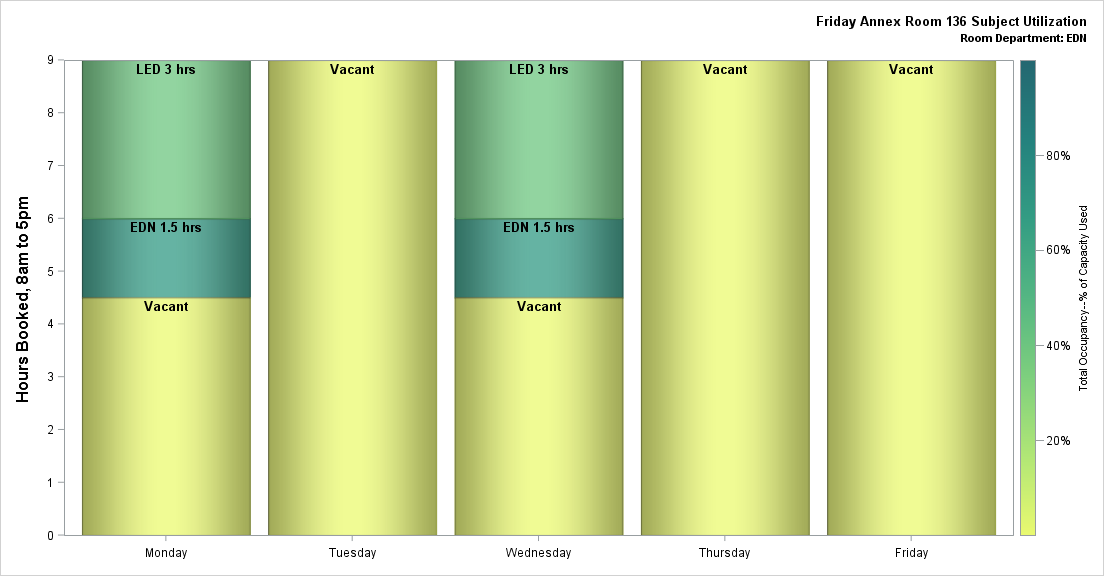 Friday Annex Room 136 Subject Utilization
Room Department: EDN
Hours Booked, 8am to 5pm
9
8
7
6
5
4
3
2
1
0
LED 3 hrs
EDN 1.5 hrs
Vacant
Vacant
LED 3 hrs
EDN 1.5 hrs
Vacant
Vacant
Vacant
Monday
Tuesday
Wednesday
Thursday
Friday
80%
60%
40%
20%
Total Occupancy--% of Capacity Used